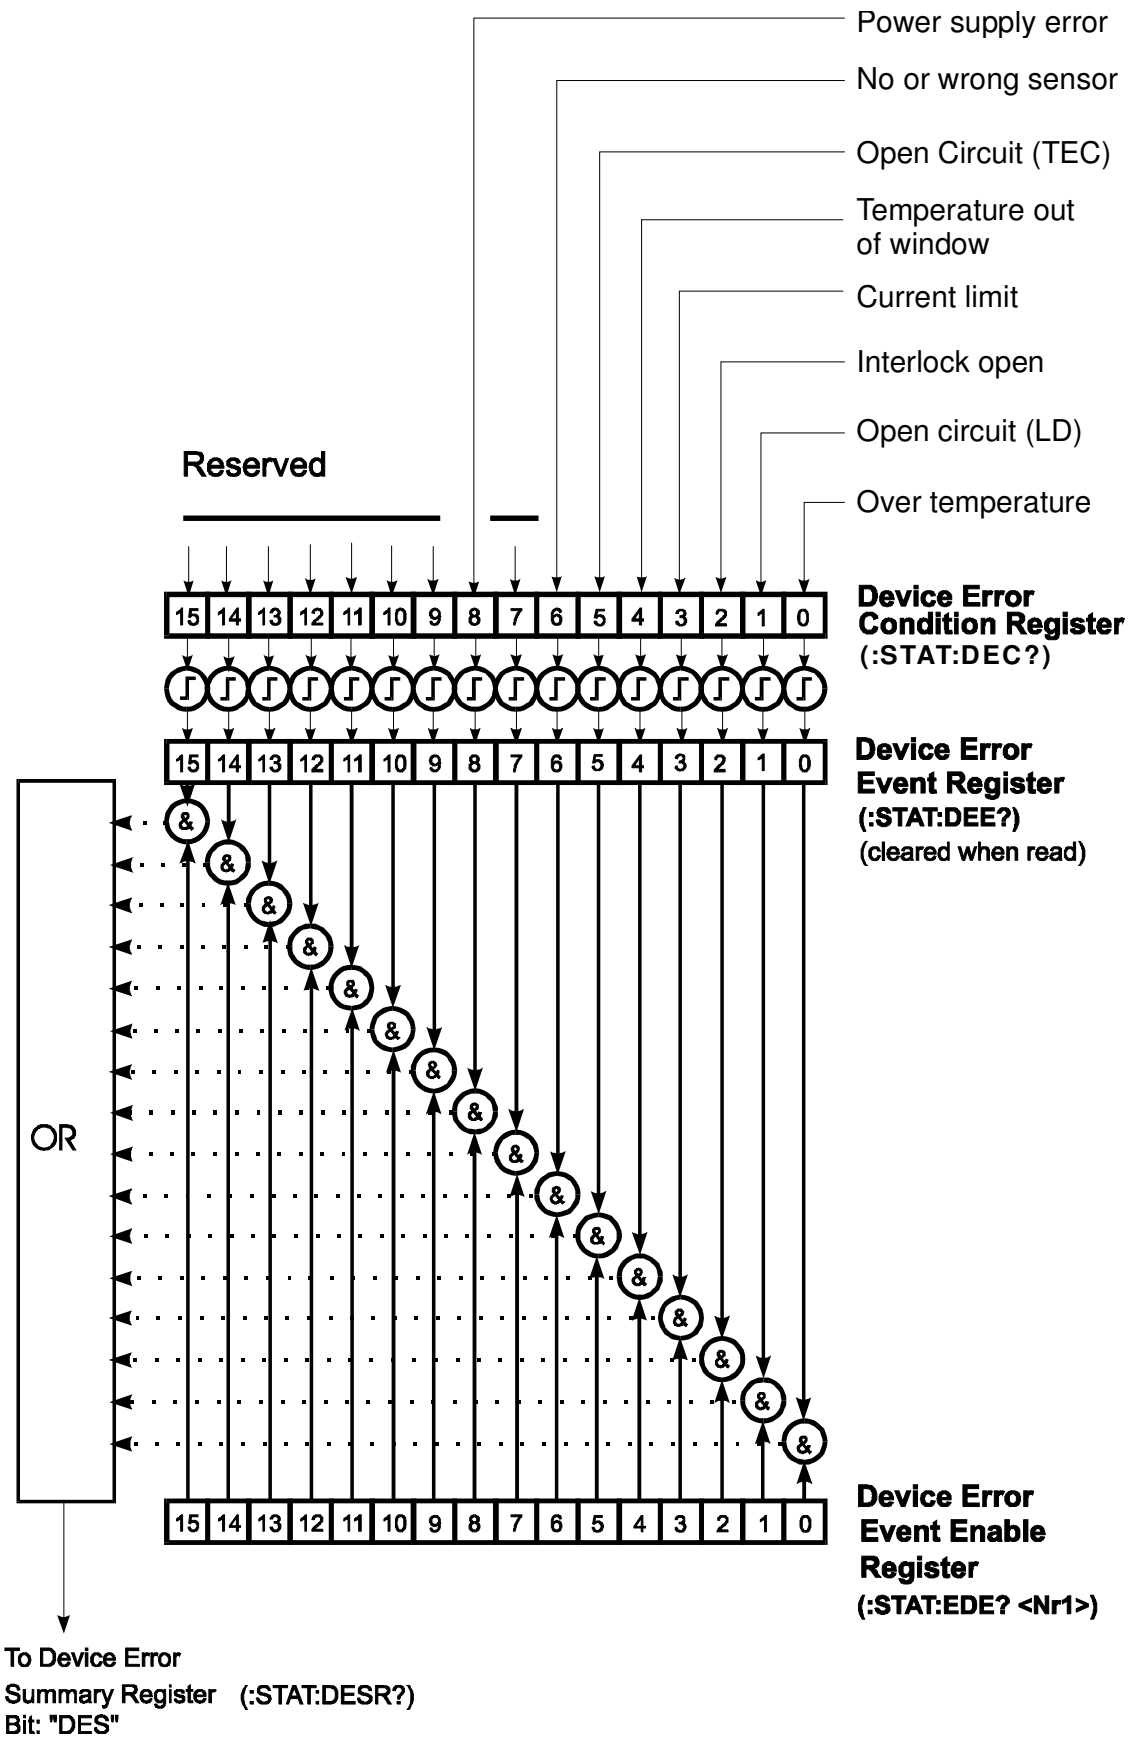 Power supply error
No or wrong sensor
Open Circuit (TEC)
Temperature out
of window
Current limit
Interlock open
Open circuit (LD)
Reserved
Over temperature
15 14 13 12 11 10 9 8 7 6 5 4 3 2 1 0
Device Error
Condition Register
(:STAT:DEC?)
15 14 13 12 11 10 9 8 7 6 5 4 3 2 1 0
Device Error
Event Register
(:STAT:DEE?)
(cleared when read)
&
&
&
&
&
&
&
&
OR
&
&
&
&
&
&
&
&
15 14 13 12 11 10 9 8 7 6 5 4 3 2 1 0
Device Error
Event Enable
Register
(:STAT:EDE? <Nr1>)
To Device Error
Summary Register (:STAT:DESR?)
Bit: "DES"